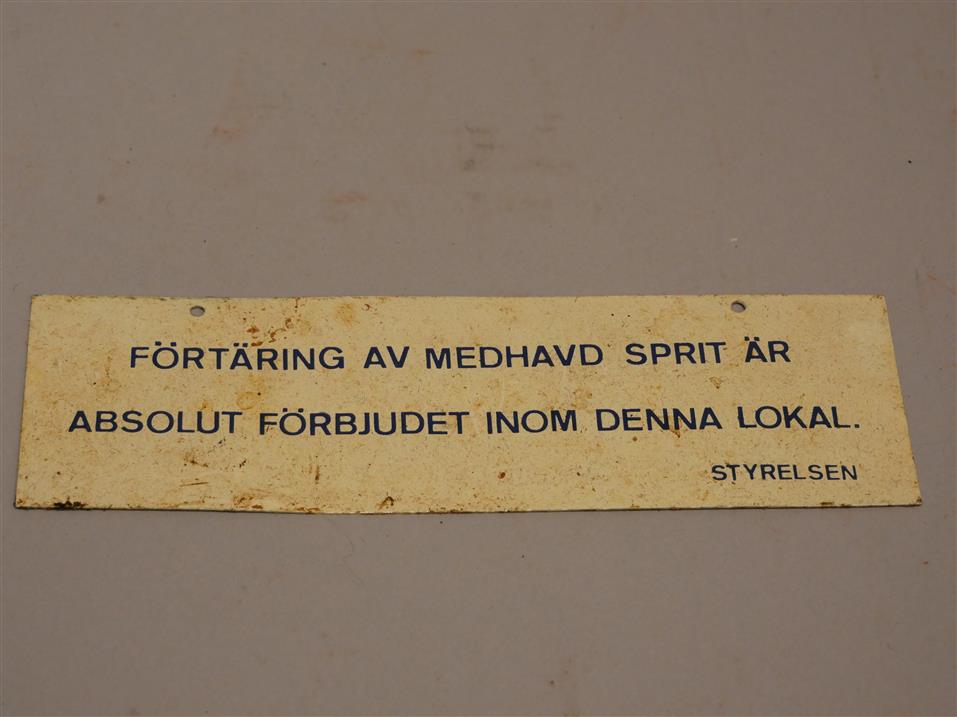 FÖRTÄRING AV MEDHAVD SPRIT ÄR
ABSOLUT FÖRBJUDET INOM DENNA LOKAL.
STYRELSEN